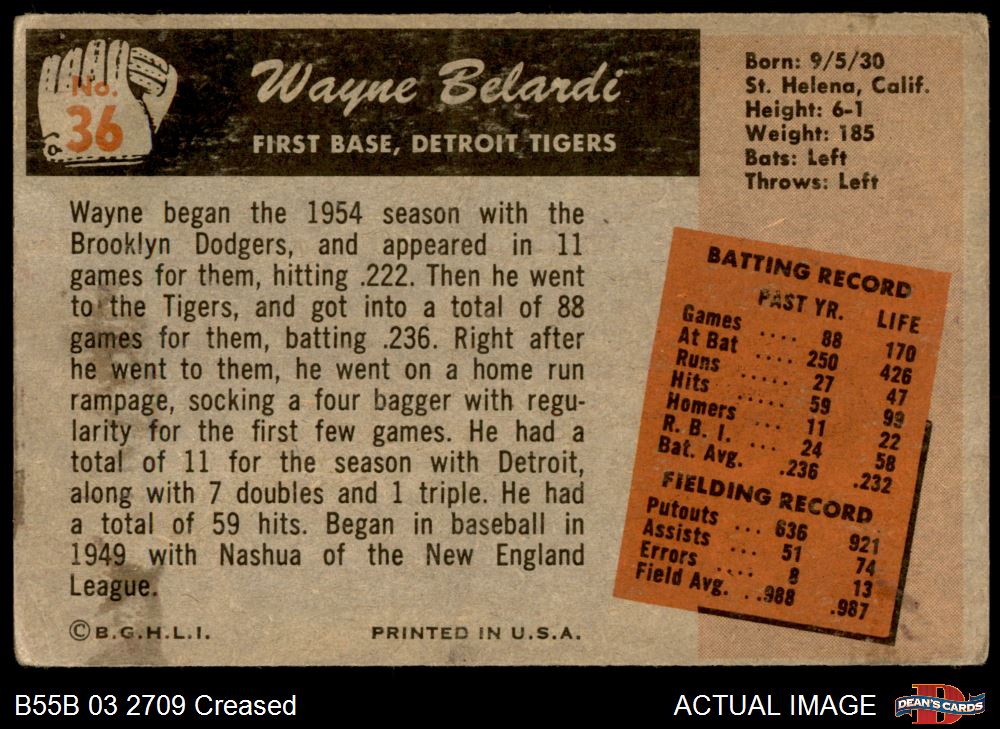 No.
36
Wayne Belardi
FIRST BASE, DETROIT TIGERS
Born: 9/5/30
St. Helena, Calif.
Height: 6-1
Weight: 185
Bats: Left
Throws: Left
Wayne began the 1954 season with the
Brooklyn Dodgers, and appeared in 11
games for them, hitting .222. Then he went
to the Tigers, and got into a total of 88
games for them, batting .236. Right after
he went to them, he went on a home run
rampage, socking a four bagger with regu-
larity for the first few games. He had a
total of 11 for the season with Detroit,
along with 7 doubles and 1 triple. He had
a total of 59 hits. Began in baseball in
1949 with Nashua of the New England
League.
©B.G.H.L.I. PRINTED IN U.S.A.
BATTING RECORD
PAST YR. LIFE
Games .... 88 170
At Bat .... 250 426
Runs ..... 27 47
Hits ..... 59 99
Homers ... 11 22
R. B. I. ... 24 58
Bat. Avg. .236 .232
FIELDING RECORD
Putouts ... 636 921
Assists ... 51 74
Errors .... 8 13
Field Avg. ..988 .987
B55B 03 2709 Creased
ACTUAL IMAGE
D
DEAN'S CARDS